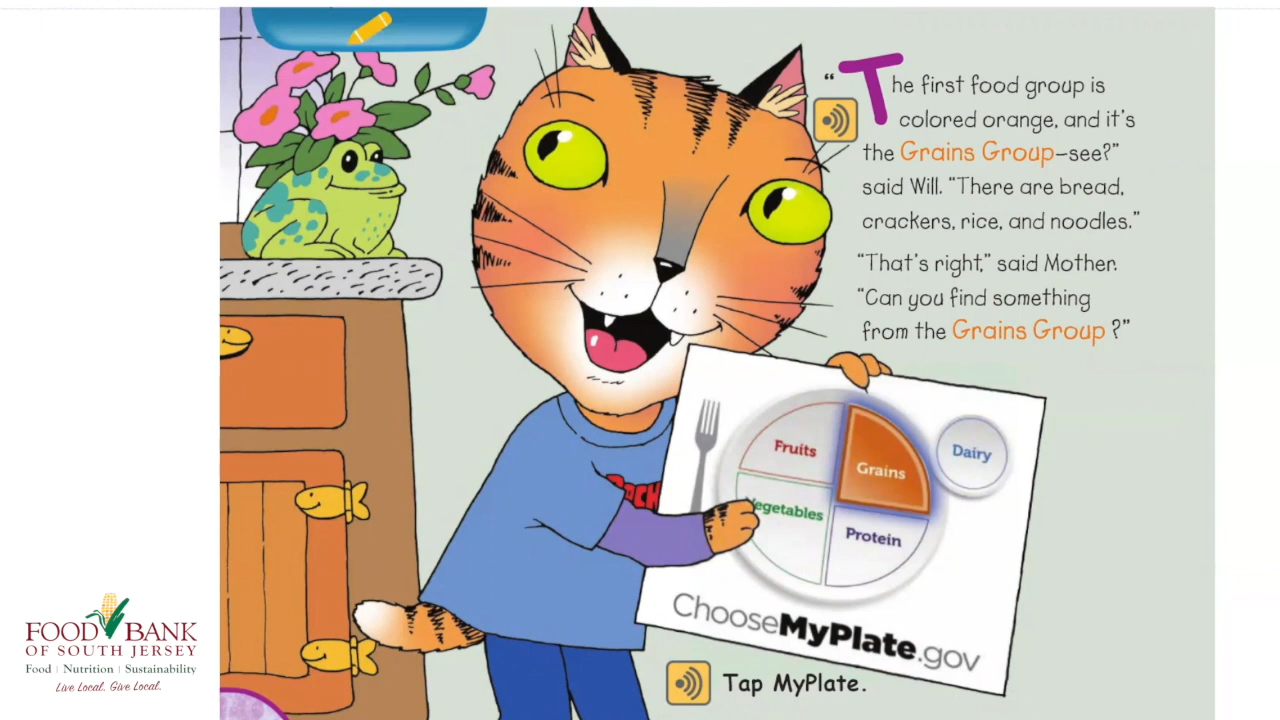 “The first food group is
colored orange, and it’s
the Grains Group–see?”
said Will. “There are bread,
crackers, rice, and noodles.”
“That’s right,” said Mother.
“Can you find something
from the Grains Group?”
Fruits
Grains
Dairy
Vegetables
Protein
ChooseMyPlate.gov
Tap MyPlate.
FOOD BANK
OF SOUTH JERSEY
Food | Nutrition | Sustainability
Live Local. Give Local.